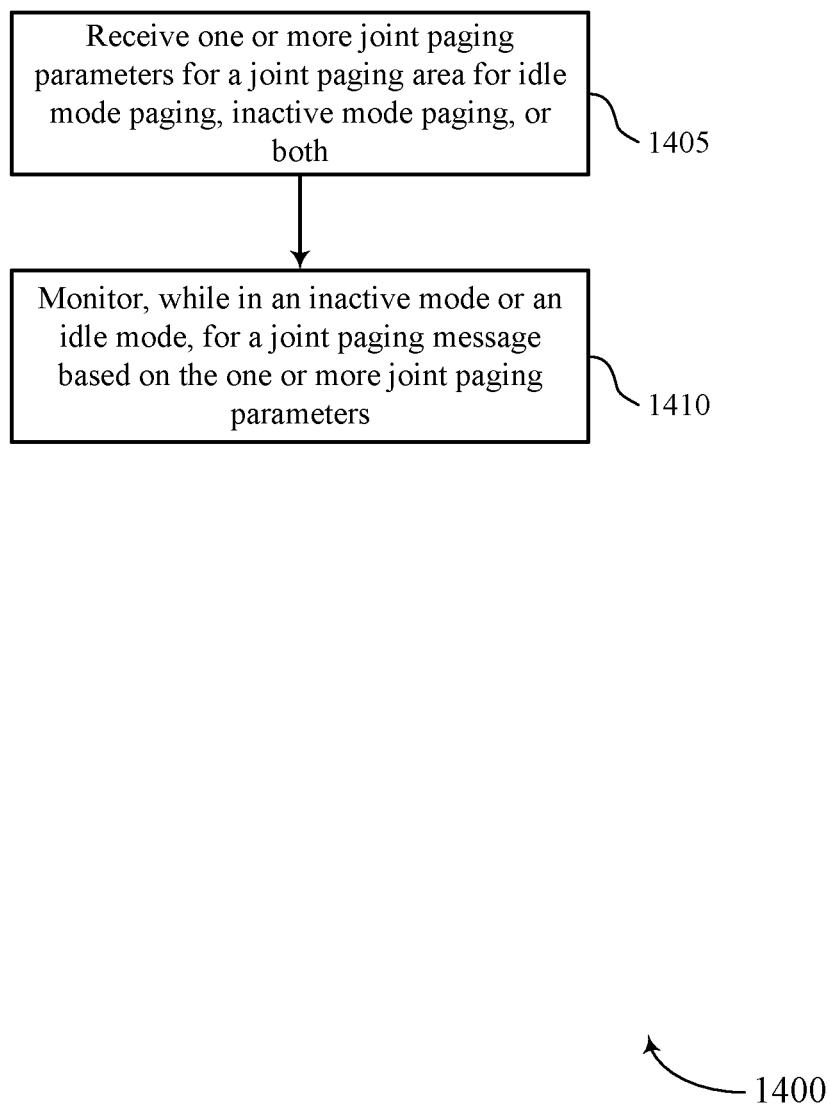 Receive one or more joint paging
parameters for a joint paging area for idle
mode paging, inactive mode paging, or
both
1405
Monitor, while in an inactive mode or an
idle mode, for a joint paging message
based on the one or more joint paging
parameters
1410
1400